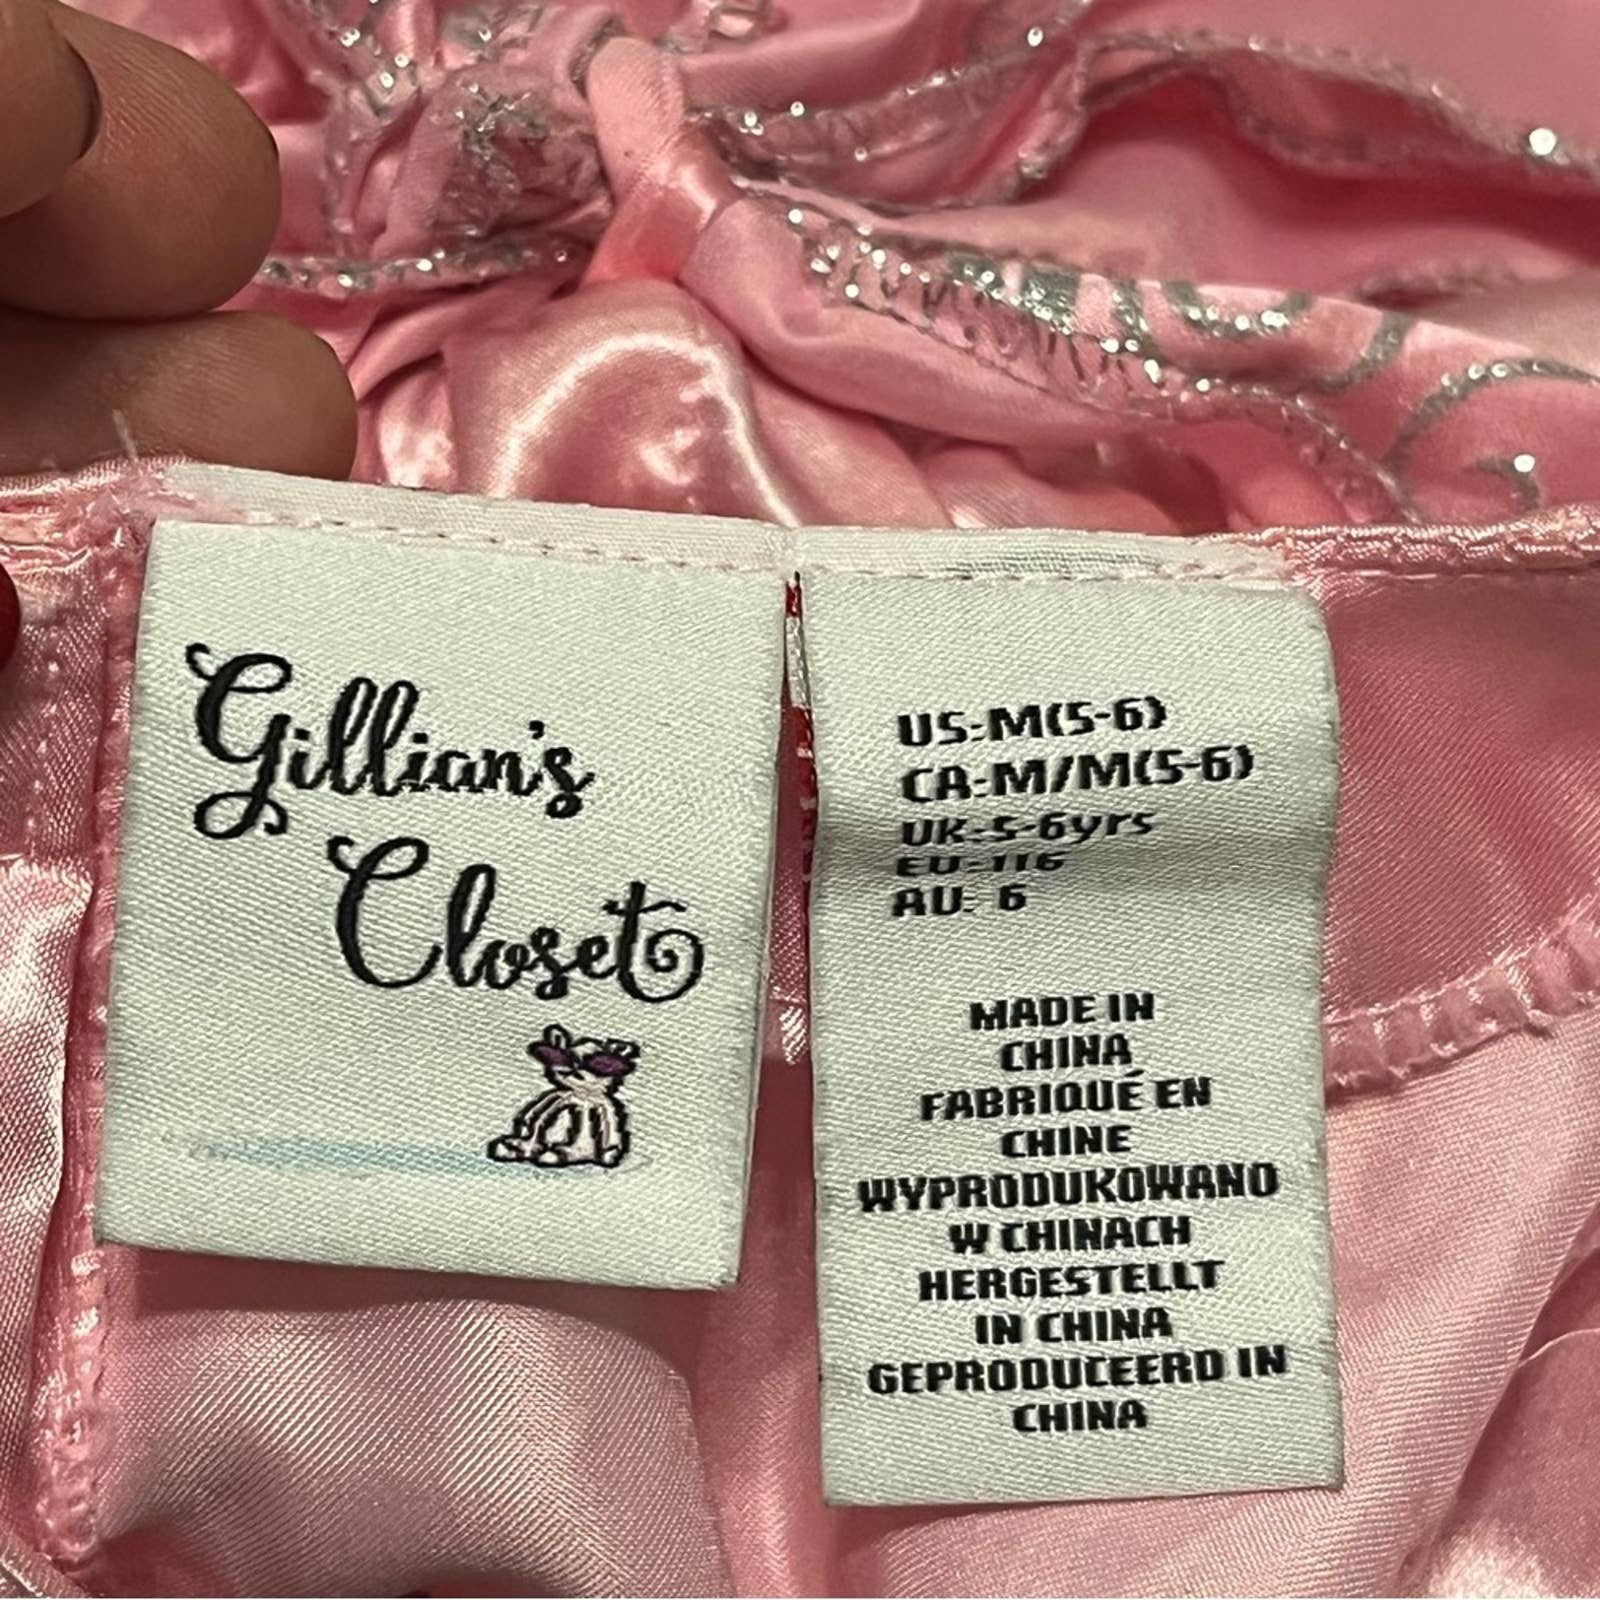 Gillian's
Closet
US:M(5-6)
CA:M/M(5-6)
UK:5-6yrs
EU:116
AU: 6
MADE IN
CHINA
FABRIQUÉ EN
CHINE
WYPRODUKOWANO
W CHINACH
HERGESTELLT
IN CHINA
GEPRODUCEERD IN
CHINA